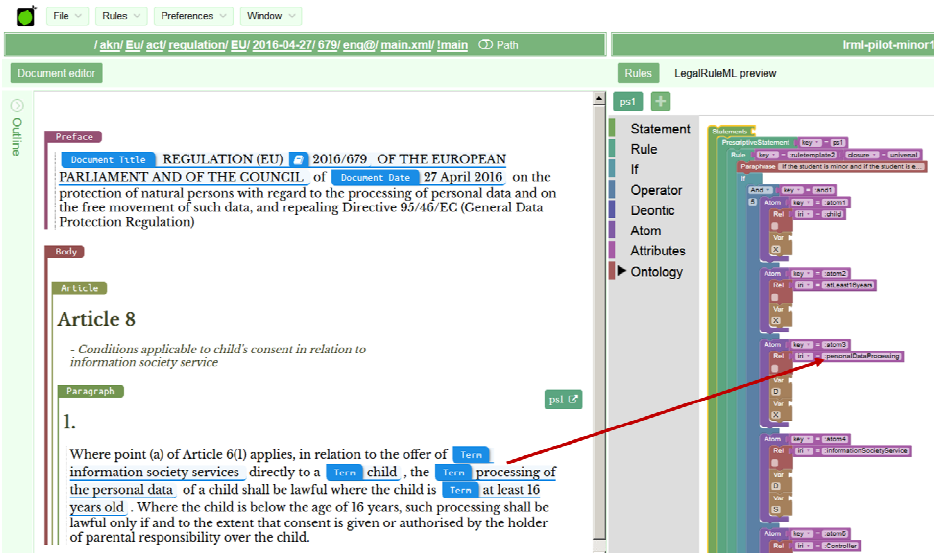 File Rules Preferences Window
/ akn/ Eu/ act/ regulation/ EU/ 2016-04-27/ 679/ eng@/ main.xml/ !main Path
lrml-pilot-minor1
Document editor
Rules LegalRuleML preview
Outline
Preface
Document Title REGULATION (EU) 2016/679 OF THE EUROPEAN
PARLIAMENT AND OF THE COUNCIL of Document Date 27 April 2016 on the
protection of natural persons with regard to the processing of personal data and on
the free movement of such data, and repealing Directive 95/46/EC (General Data
Protection Regulation)
Body
Article
Article 8
- Conditions applicable to child's consent in relation to
information society service
Paragraph
ps1
1.
Where point (a) of Article 6(1) applies, in relation to the offer of Term
information society services directly to a Term child , the Term processing of
the personal data of a child shall be lawful where the child is Term at least 16
years old . Where the child is below the age of 16 years, such processing shall be
lawful only if and to the extent that consent is given or authorised by the holder
of parental responsibility over the child.
ps1 +
Statement
Rule
If
Operator
Deontic
Atom
Attributes
Ontology
Statements
PrescriptiveStatement key = ps1
Rule key = :ruletemplate2 closure = universal
Paraphrase If the student is minor and if the student is e...
If
And key = :and1
Atom key = :atom1
Rel iri = :child
Var
X
Atom key = :atom2
Rel iri = :atLeast16years
Var
X
Atom key = :atom3
Rel iri = :personalDataProcessing
Var
D
Var
X
Atom key = :atom4
Rel iri = :informationSocietyService
Var
D
Var
S
Atom key = :atom5
Rel iri = :Controller